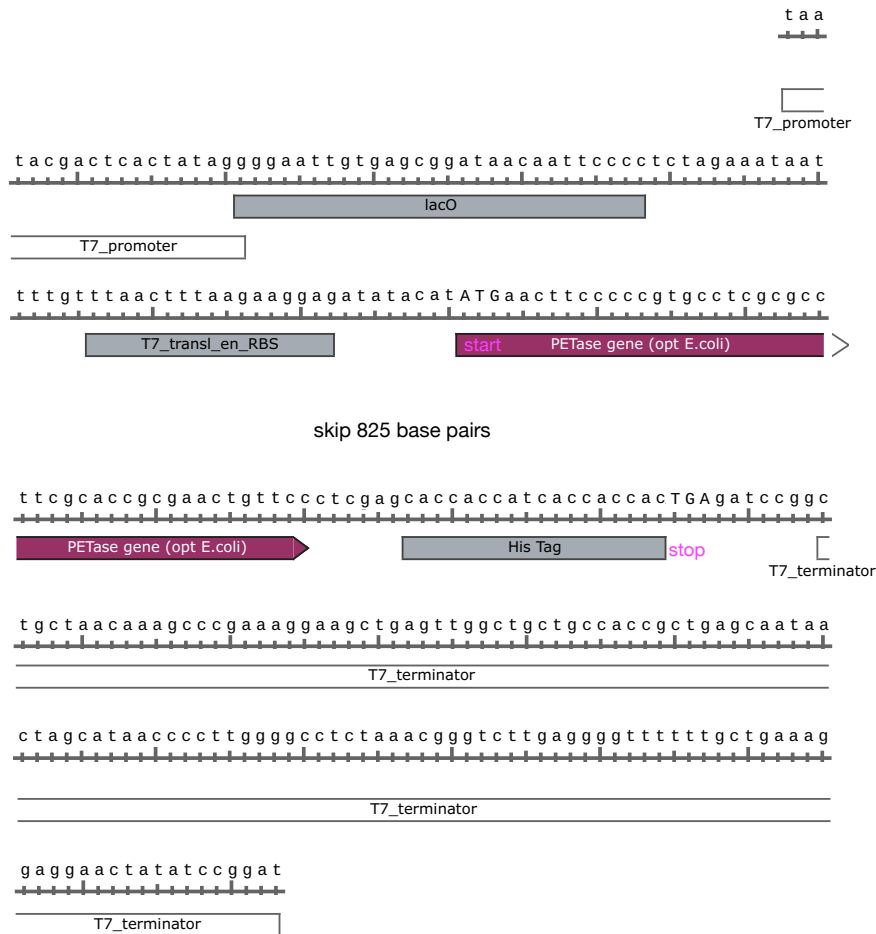 t a a
T7_promoter
t a c g a c t c a c t a t a g g g g a a t t g t g a g c g g a t a a c a a t t c c c c t c t a g a a a t a a t
lacO
T7_promoter
t t t g t t t a a c t t t a a g a a g g a g a t a t a c a t A T G a a c t t c c c c c g t g c c t c g c g c c
T7_transl_en_RBS start PETase gene (opt E.coli)
skip 825 base pairs
t t c g c a c c g c g a a c t g t t c c c t c g a g c a c c a c c a t c a c c a c c a c T G A g a t c c g g c
PETase gene (opt E.coli) His Tag stop
T7_terminator
t g c t a a c a a a g c c c g a a a g g a a g c t g a g t t g g c t g c t g c c a c c g c t g a g c a a t a a
T7_terminator
c t a g c a t a a c c c c t t g g g g c c t c t a a a c g g g t c t t g a g g g g t t t t t t g c t g a a a g
T7_terminator
g a g g a a c t a t a t c c g g a t
T7_terminator